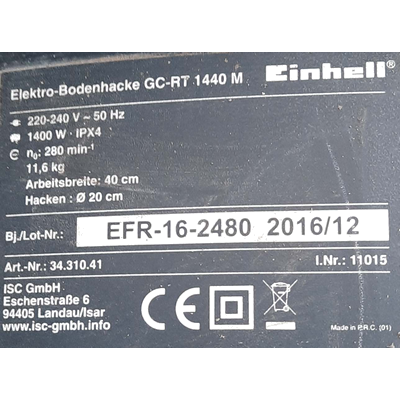 Elektro-Bodenhacke GC-RT 1440 M
Einhell
220-240 V ~ 50 Hz
1400 W · IPX4
n₀: 280 min⁻¹
11,6 kg
Arbeitsbreite: 40 cm
Hacken : Ø 20 cm
Bj./Lot-Nr.: EFR-16-2480 2016/12
Art.-Nr.: 34.310.41 I.Nr.: 11015
ISC GmbH
Eschenstraße 6
94405 Landau/Isar
www.isc-gmbh.info
CE
EAC
Made in P.R.C. (01)